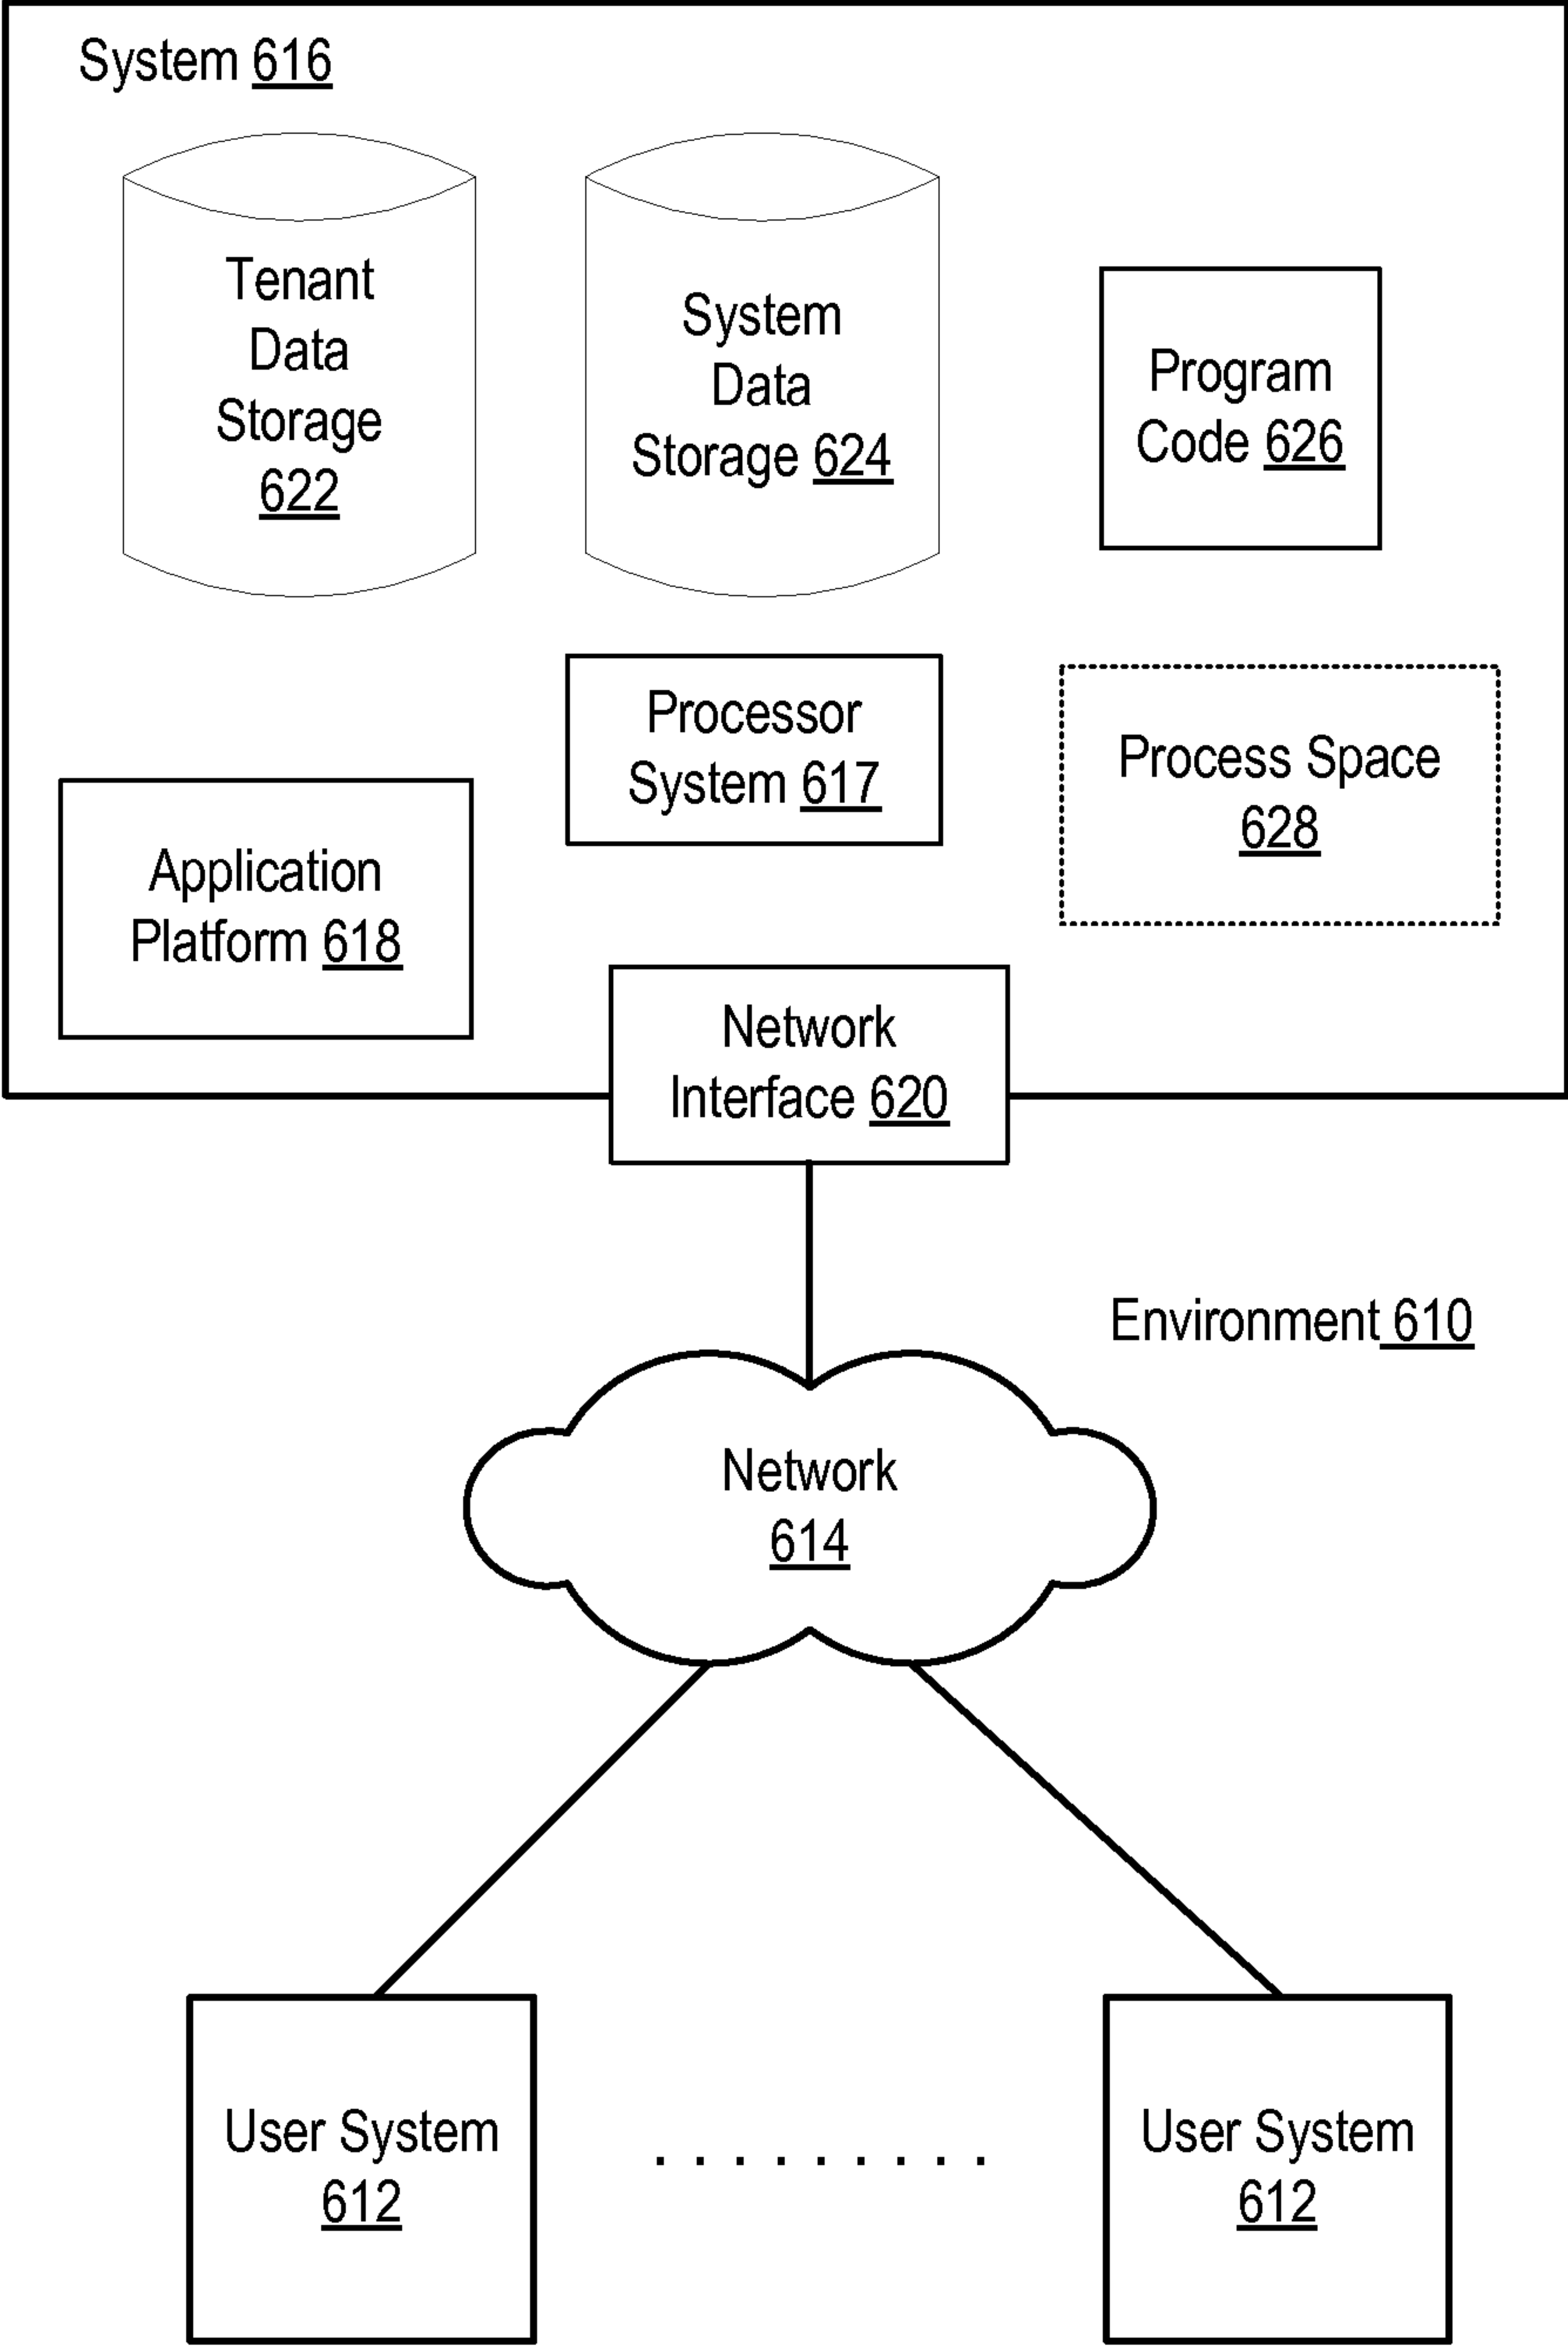 System 616
Tenant
Data
Storage
622
System
Data
Storage 624
Program
Code 626
Processor
System 617
Process Space
628
Application
Platform 618
Network
Interface 620
Environment 610
Network
614
User System
612
. . . . . . . . .
User System
612